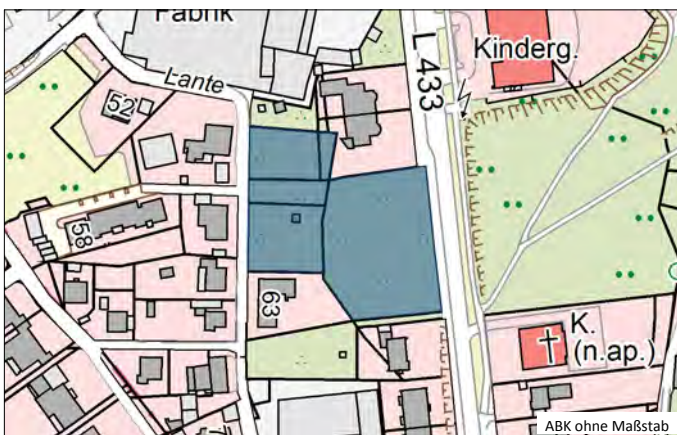 Fabrik
L 433
Kinderg.
Lante
52
58
63
K.
(n.ap.)
ABK ohne Maßstab